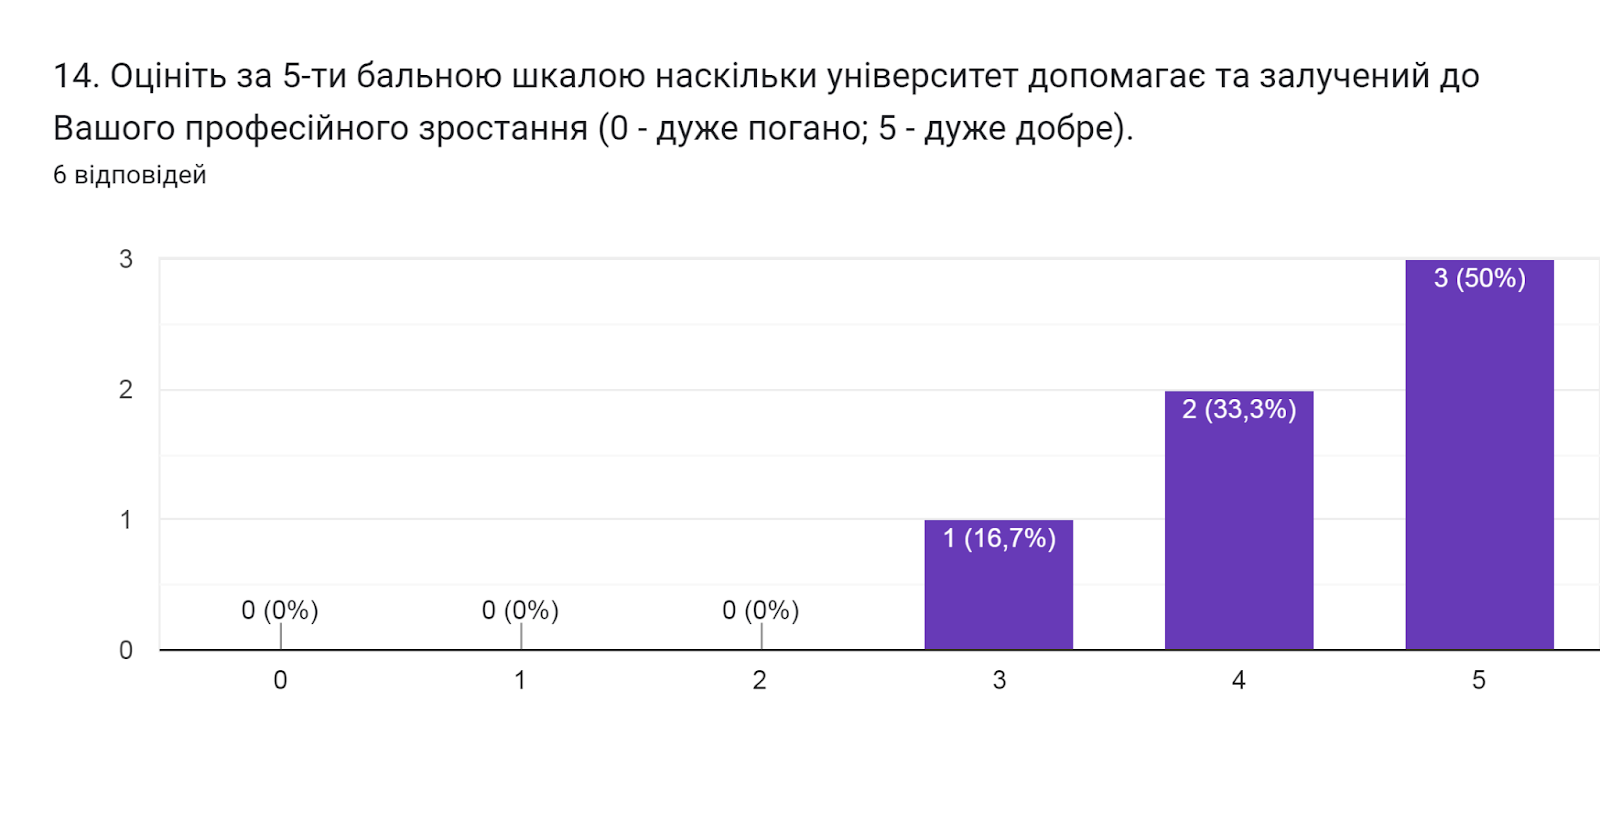 14. Оцініть за 5-ти бальною шкалою наскільки університет допомагає та залучений до
Вашого професійного зростання (0 - дуже погано; 5 - дуже добре).
6 відповідей
3
3 (50%)
2
2 (33,3%)
1
1 (16,7%)
0 (0%) 0 (0%) 0 (0%)
0
0 1 2 3 4 5